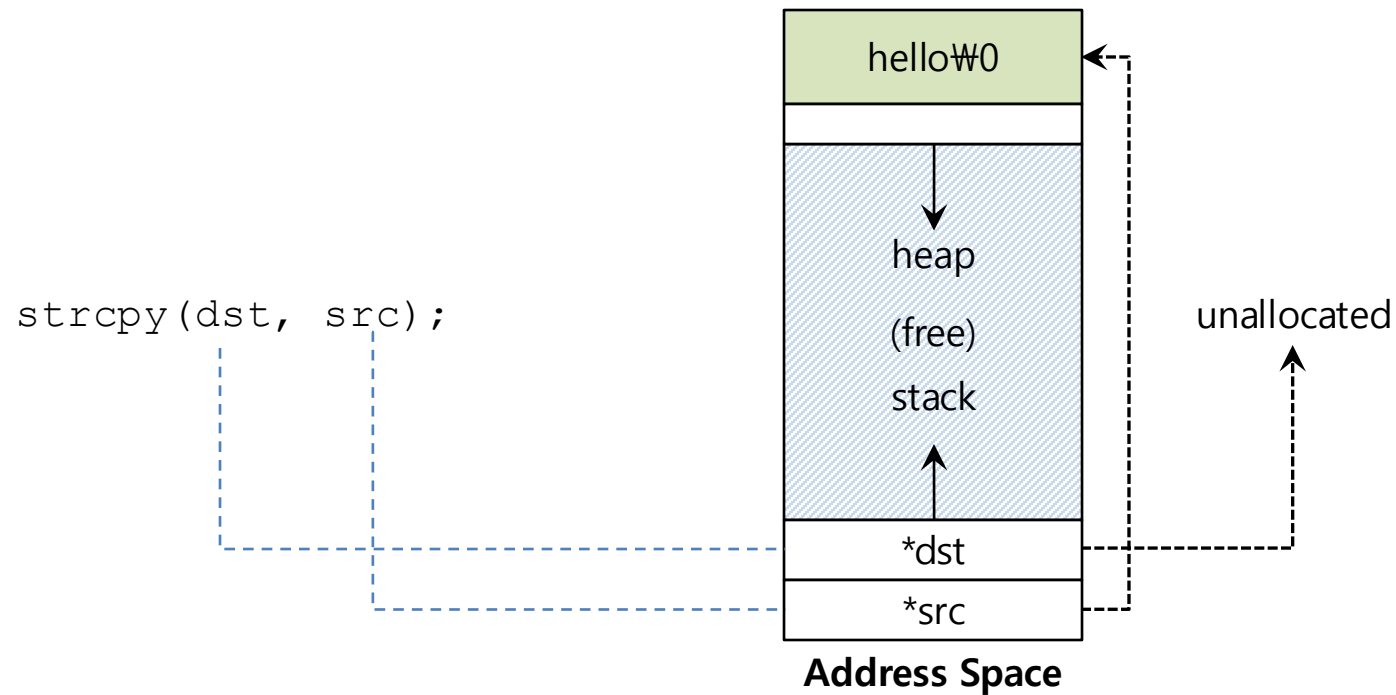 hello₩0
heap
(free)
stack
strcpy(dst, src);
unallocated
*dst
*src
Address Space